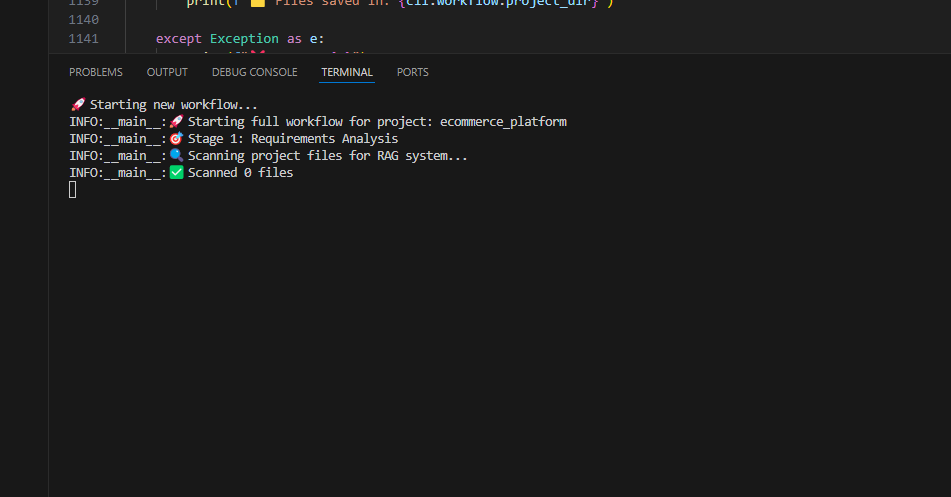 1139 print(f" Files saved in: {cli.workflow.project_dir}")
1140
1141 except Exception as e:
PROBLEMS OUTPUT DEBUG CONSOLE TERMINAL PORTS
🚀 Starting new workflow...
INFO:__main__:🚀 Starting full workflow for project: ecommerce_platform
INFO:__main__:🎯 Stage 1: Requirements Analysis
INFO:__main__:🔍 Scanning project files for RAG system...
INFO:__main__:✅ Scanned 0 files